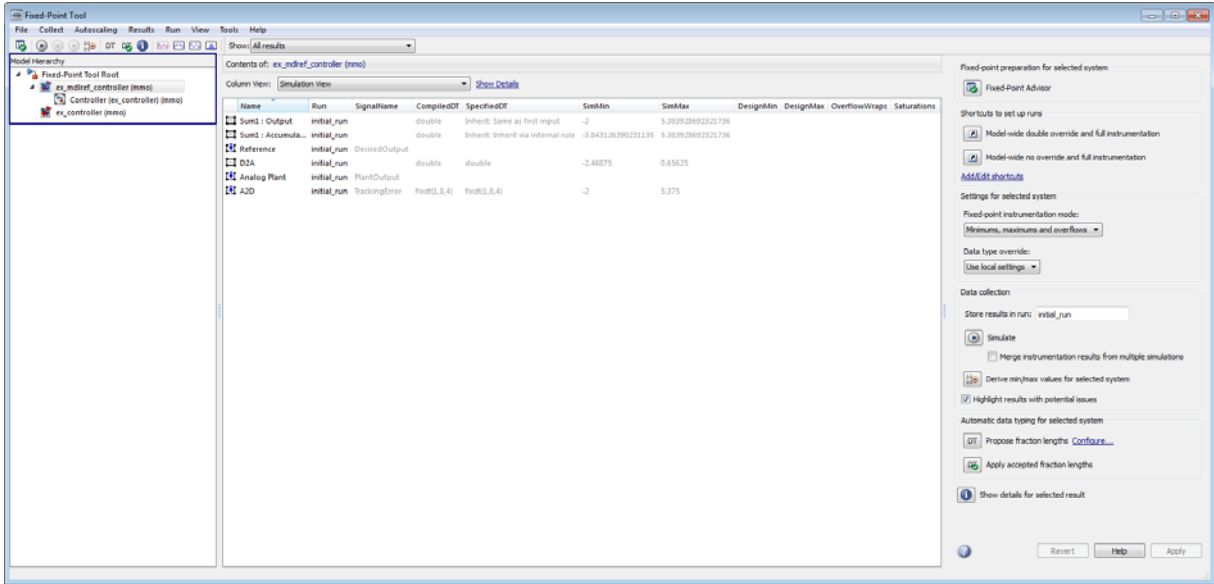 Fixed-Point Tool
File Collect Autoscaling Results Run View Tools Help
DT Show: All results
Model Hierarchy
Fixed-Point Tool Root
ex_mdlref_controller (mmo)
Controller (ex_controller) (mmo)
ex_controller (mmo)
Contents of: ex_mdlref_controller (mmo)
Column View: Simulation View Show Details
Name Run SignalName CompiledDT SpecifiedDT SimMin SimMax DesignMin DesignMax OverflowWraps Saturations
Sum1 : Output initial_run double Inherit: Same as first input -2 5.383928692321736
Sum1 : Accumula... initial_run double Inherit: Inherit via internal rule -3.843126390231135 5.383928692321736
Reference initial_run DesiredOutput
D2A initial_run double double -2.46875 0.65625
Analog Plant initial_run PlantOutput
A2D initial_run TrackingError fixdt(1,8,4) fixdt(1,8,4) -2 5.375
Fixed-point preparation for selected system
Fixed-Point Advisor
Shortcuts to set up runs
Model-wide double override and full instrumentation
Model-wide no override and full instrumentation
Add/Edit shortcuts
Settings for selected system
Fixed-point instrumentation mode:
Minimums, maximums and overflows
Data type override:
Use local settings
Data collection
Store results in run: initial_run
Simulate
Merge instrumentation results from multiple simulations
Derive min/max values for selected system
Highlight results with potential issues
Automatic data typing for selected system
DT Propose fraction lengths Configure...
Apply accepted fraction lengths
Show details for selected result
Revert Help Apply